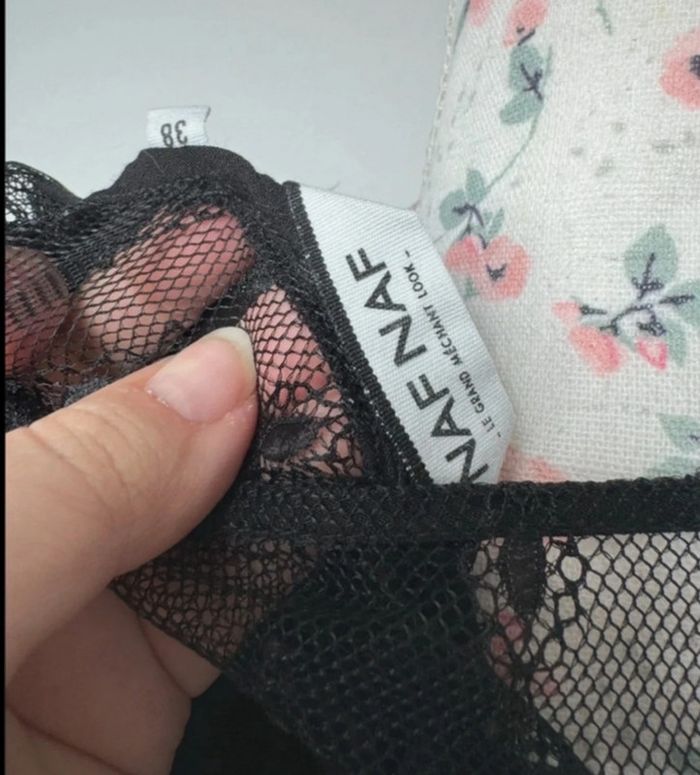 38
NAF NAF
- LE GRAND MÉCHANT LOOK -